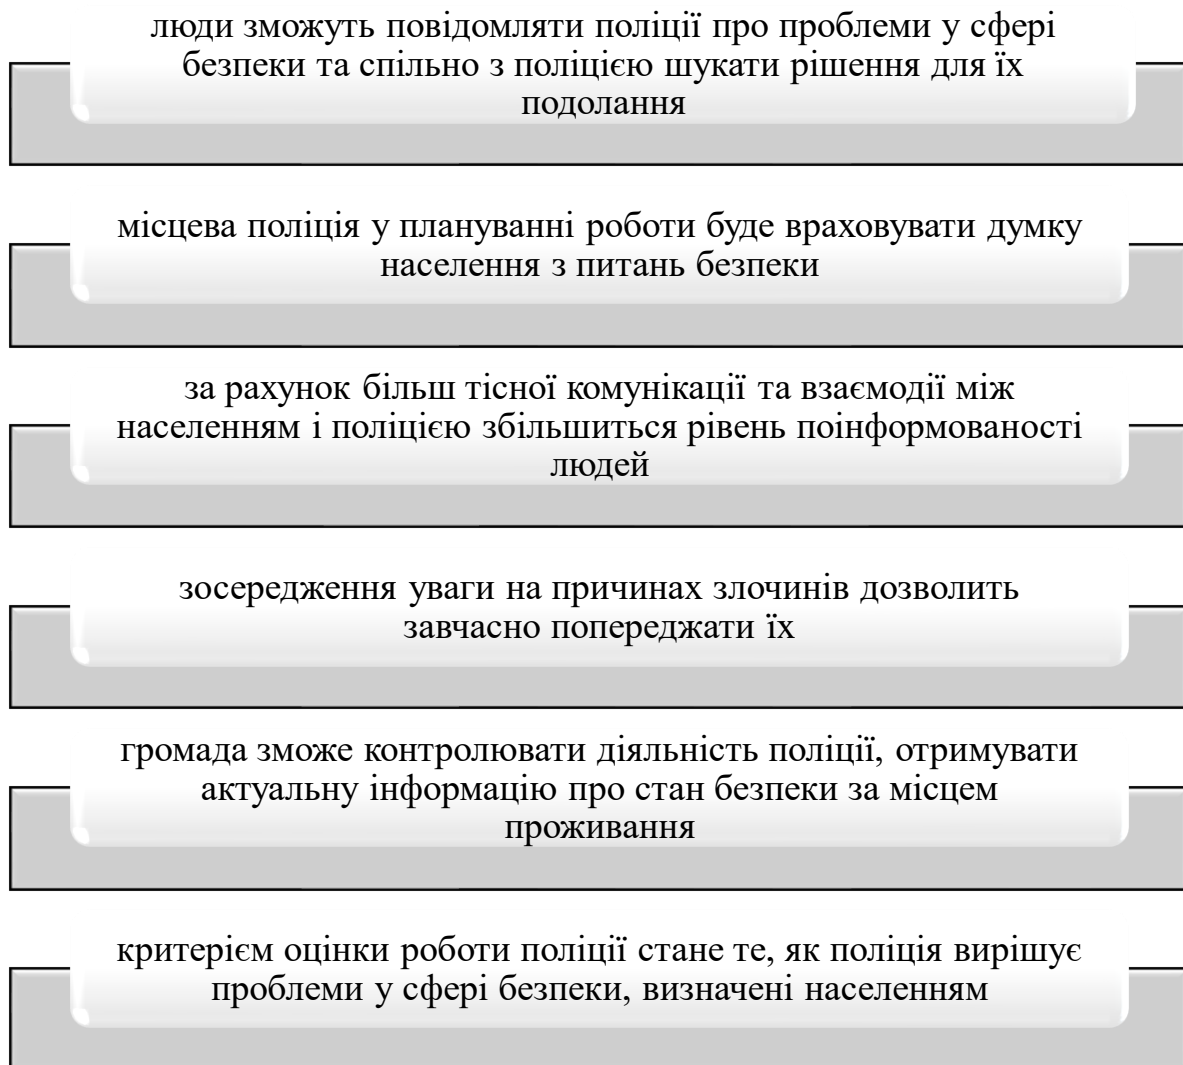 люди зможуть повідомляти поліції про проблеми у сфері
безпеки та спільно з поліцією шукати рішення для їх
подолання
місцева поліція у плануванні роботи буде враховувати думку
населення з питань безпеки
за рахунок більш тісної комунікації та взаємодії між
населенням і поліцією збільшиться рівень поінформованості
людей
зосередження уваги на причинах злочинів дозволить
завчасно попереджати їх
громада зможе контролювати діяльність поліції, отримувати
актуальну інформацію про стан безпеки за місцем
проживання
критерієм оцінки роботи поліції стане те, як поліція вирішує
проблеми у сфері безпеки, визначені населенням